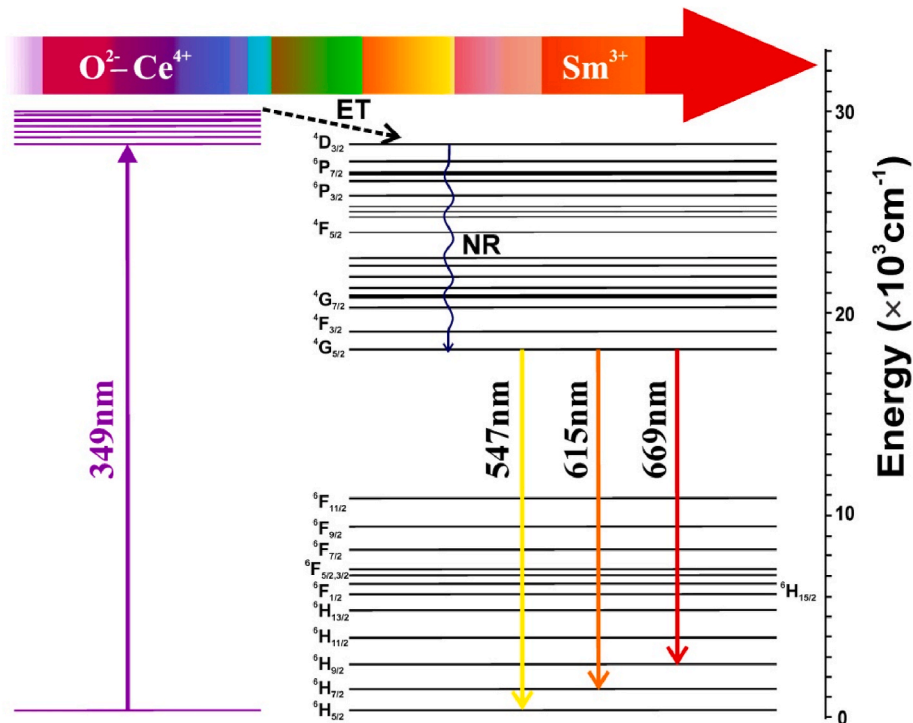 O²⁻– Ce⁴⁺
Sm³⁺
ET
30
⁴D₃/₂
⁶P₇/₂
⁶P₃/₂
⁴F₅/₂
NR
⁴G₇/₂
20
⁴F₃/₂
⁴G₅/₂
349nm
547nm
615nm
669nm
Energy (×10³cm⁻¹)
⁶F₁₁/₂
10
⁶F₉/₂
⁶F₇/₂
⁶F₅/₂,₃/₂
⁶F₁/₂
⁶H₁₅/₂
⁶H₁₃/₂
⁶H₁₁/₂
⁶H₉/₂
⁶H₇/₂
⁶H₅/₂
0